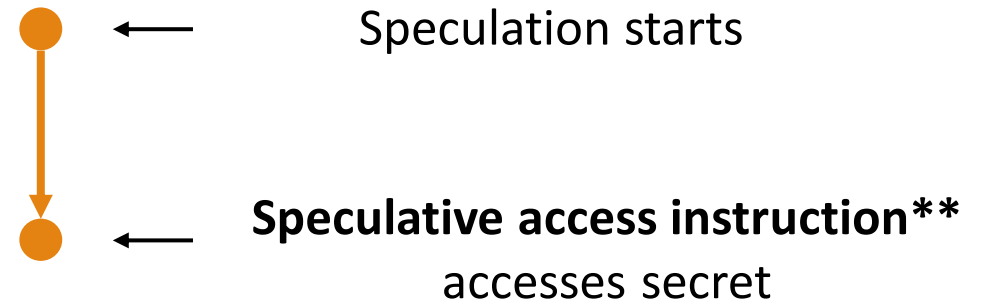 Speculation starts
Speculative access instruction**
accesses secret